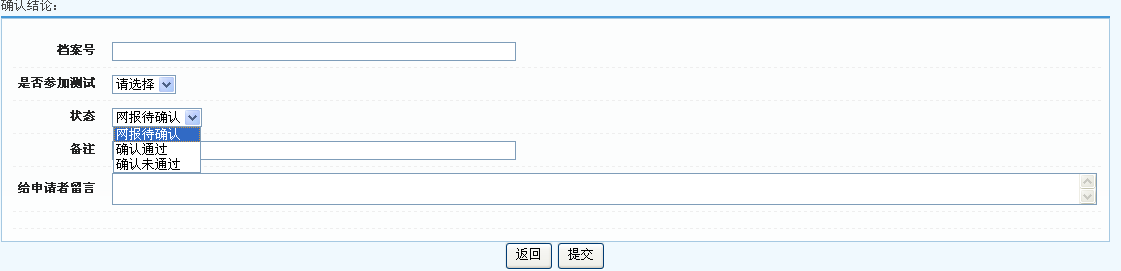 确认结论：
档案号
是否参加测试 请选择
状态 网报待确认
网报待确认
确认通过
备注
确认未通过
给申请者留言
返回 提交